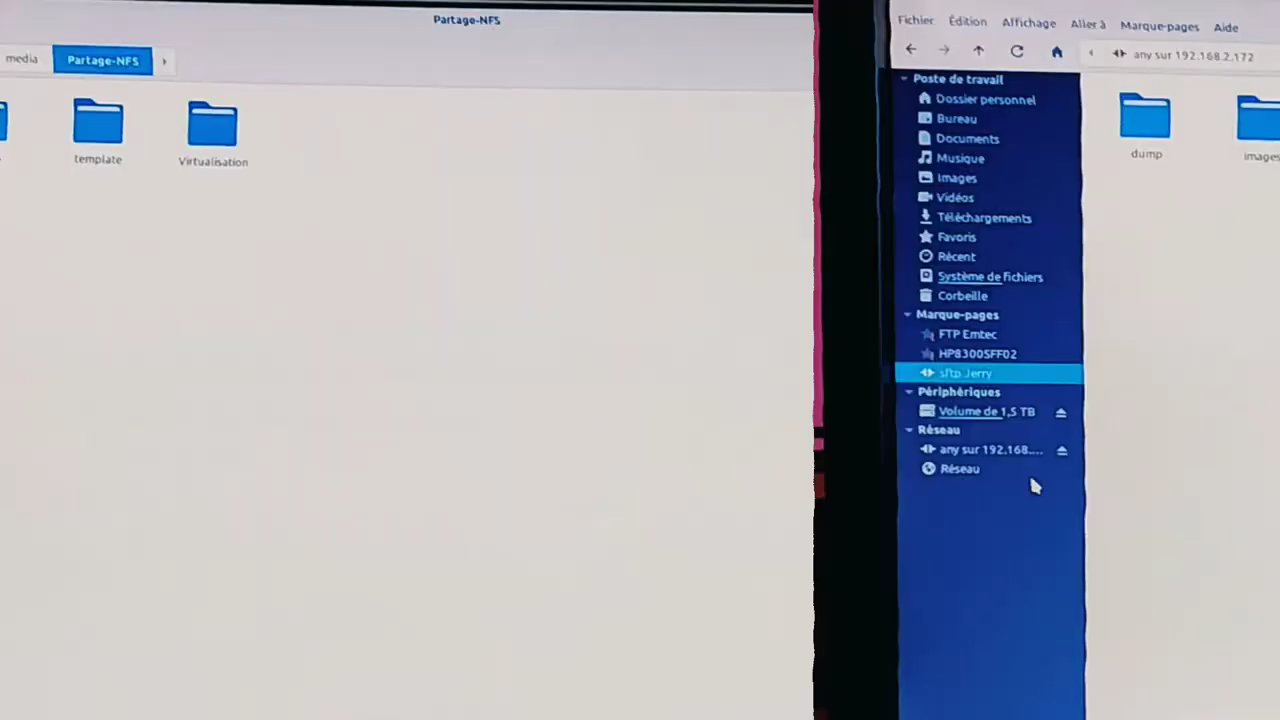 Partage-NFS
media
Partage-NFS
template
Virtualisation
Fichier
Édition
Affichage
Aller à
Marque-pages
Aide
any sur 192.168.2.172
Poste de travail
Dossier personnel
Bureau
Documents
Musique
Images
Vidéos
Téléchargements
Favoris
Récent
Système de fichiers
Corbeille
Marque-pages
FTP Emtec
HP8300SFF02
sftp Jerry
Périphériques
Volume de 1,5 TB
Réseau
any sur 192.168....
Réseau
dump
images